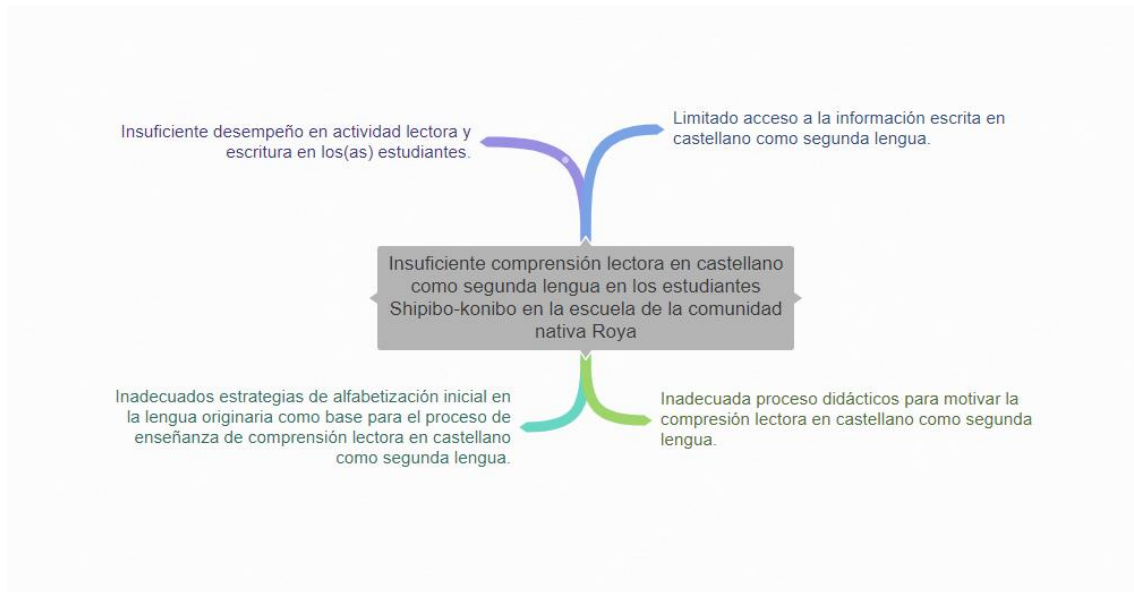 Insuficiente desempeño en actividad lectora y
escritura en los(as) estudiantes.
Limitado acceso a la información escrita en
castellano como segunda lengua.
Insuficiente comprensión lectora en castellano
como segunda lengua en los estudiantes
Shipibo-konibo en la escuela de la comunidad
nativa Roya
Inadecuados estrategias de alfabetización inicial en
la lengua originaria como base para el proceso de
enseñanza de comprensión lectora en castellano
como segunda lengua.
Inadecuada proceso didácticos para motivar la
compresión lectora en castellano como segunda
lengua.